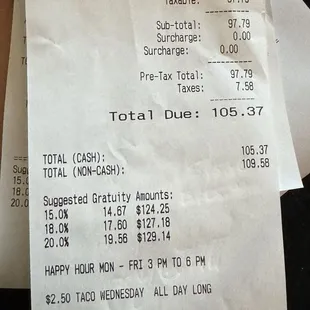 Taxable: 97.79
Sub-total: 97.79
Surcharge: 0.00
Surcharge: 0.00
Pre-Tax Total: 97.79
Taxes: 7.58
Total Due: 105.37
TOTAL (CASH): 105.37
TOTAL (NON-CASH): 109.58
Suggested Gratuity Amounts:
15.0% 14.67 $124.25
18.0% 17.60 $127.18
20.0% 19.56 $129.14
HAPPY HOUR MON - FRI 3 PM TO 6 PM
$2.50 TACO WEDNESDAY ALL DAY LONG